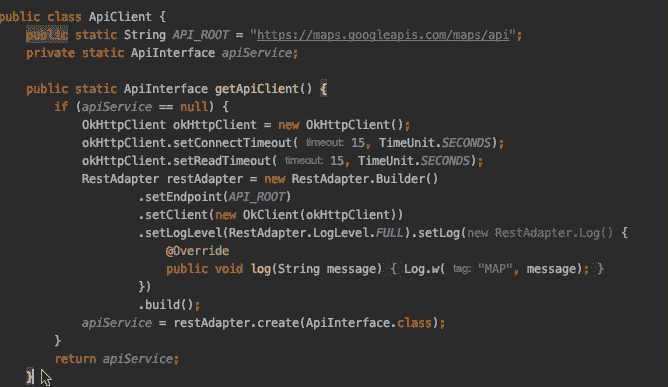 public class ApiClient {
public static String API_ROOT = "https://maps.googleapis.com/maps/api";
private static ApiInterface apiService;
public static ApiInterface getApiClient() {
if (apiService == null) {
OkHttpClient okHttpClient = new OkHttpClient();
okHttpClient.setConnectTimeout( timeout: 15, TimeUnit.SECONDS);
okHttpClient.setReadTimeout( timeout: 15, TimeUnit.SECONDS);
RestAdapter restAdapter = new RestAdapter.Builder()
.setEndpoint(API_ROOT)
.setClient(new OkClient(okHttpClient))
.setLogLevel(RestAdapter.LogLevel.FULL).setLog(new RestAdapter.Log() {
@Override
public void log(String message) { Log.w( tag: "MAP", message); }
})
.build();
apiService = restAdapter.create(ApiInterface.class);
}
return apiService;
}